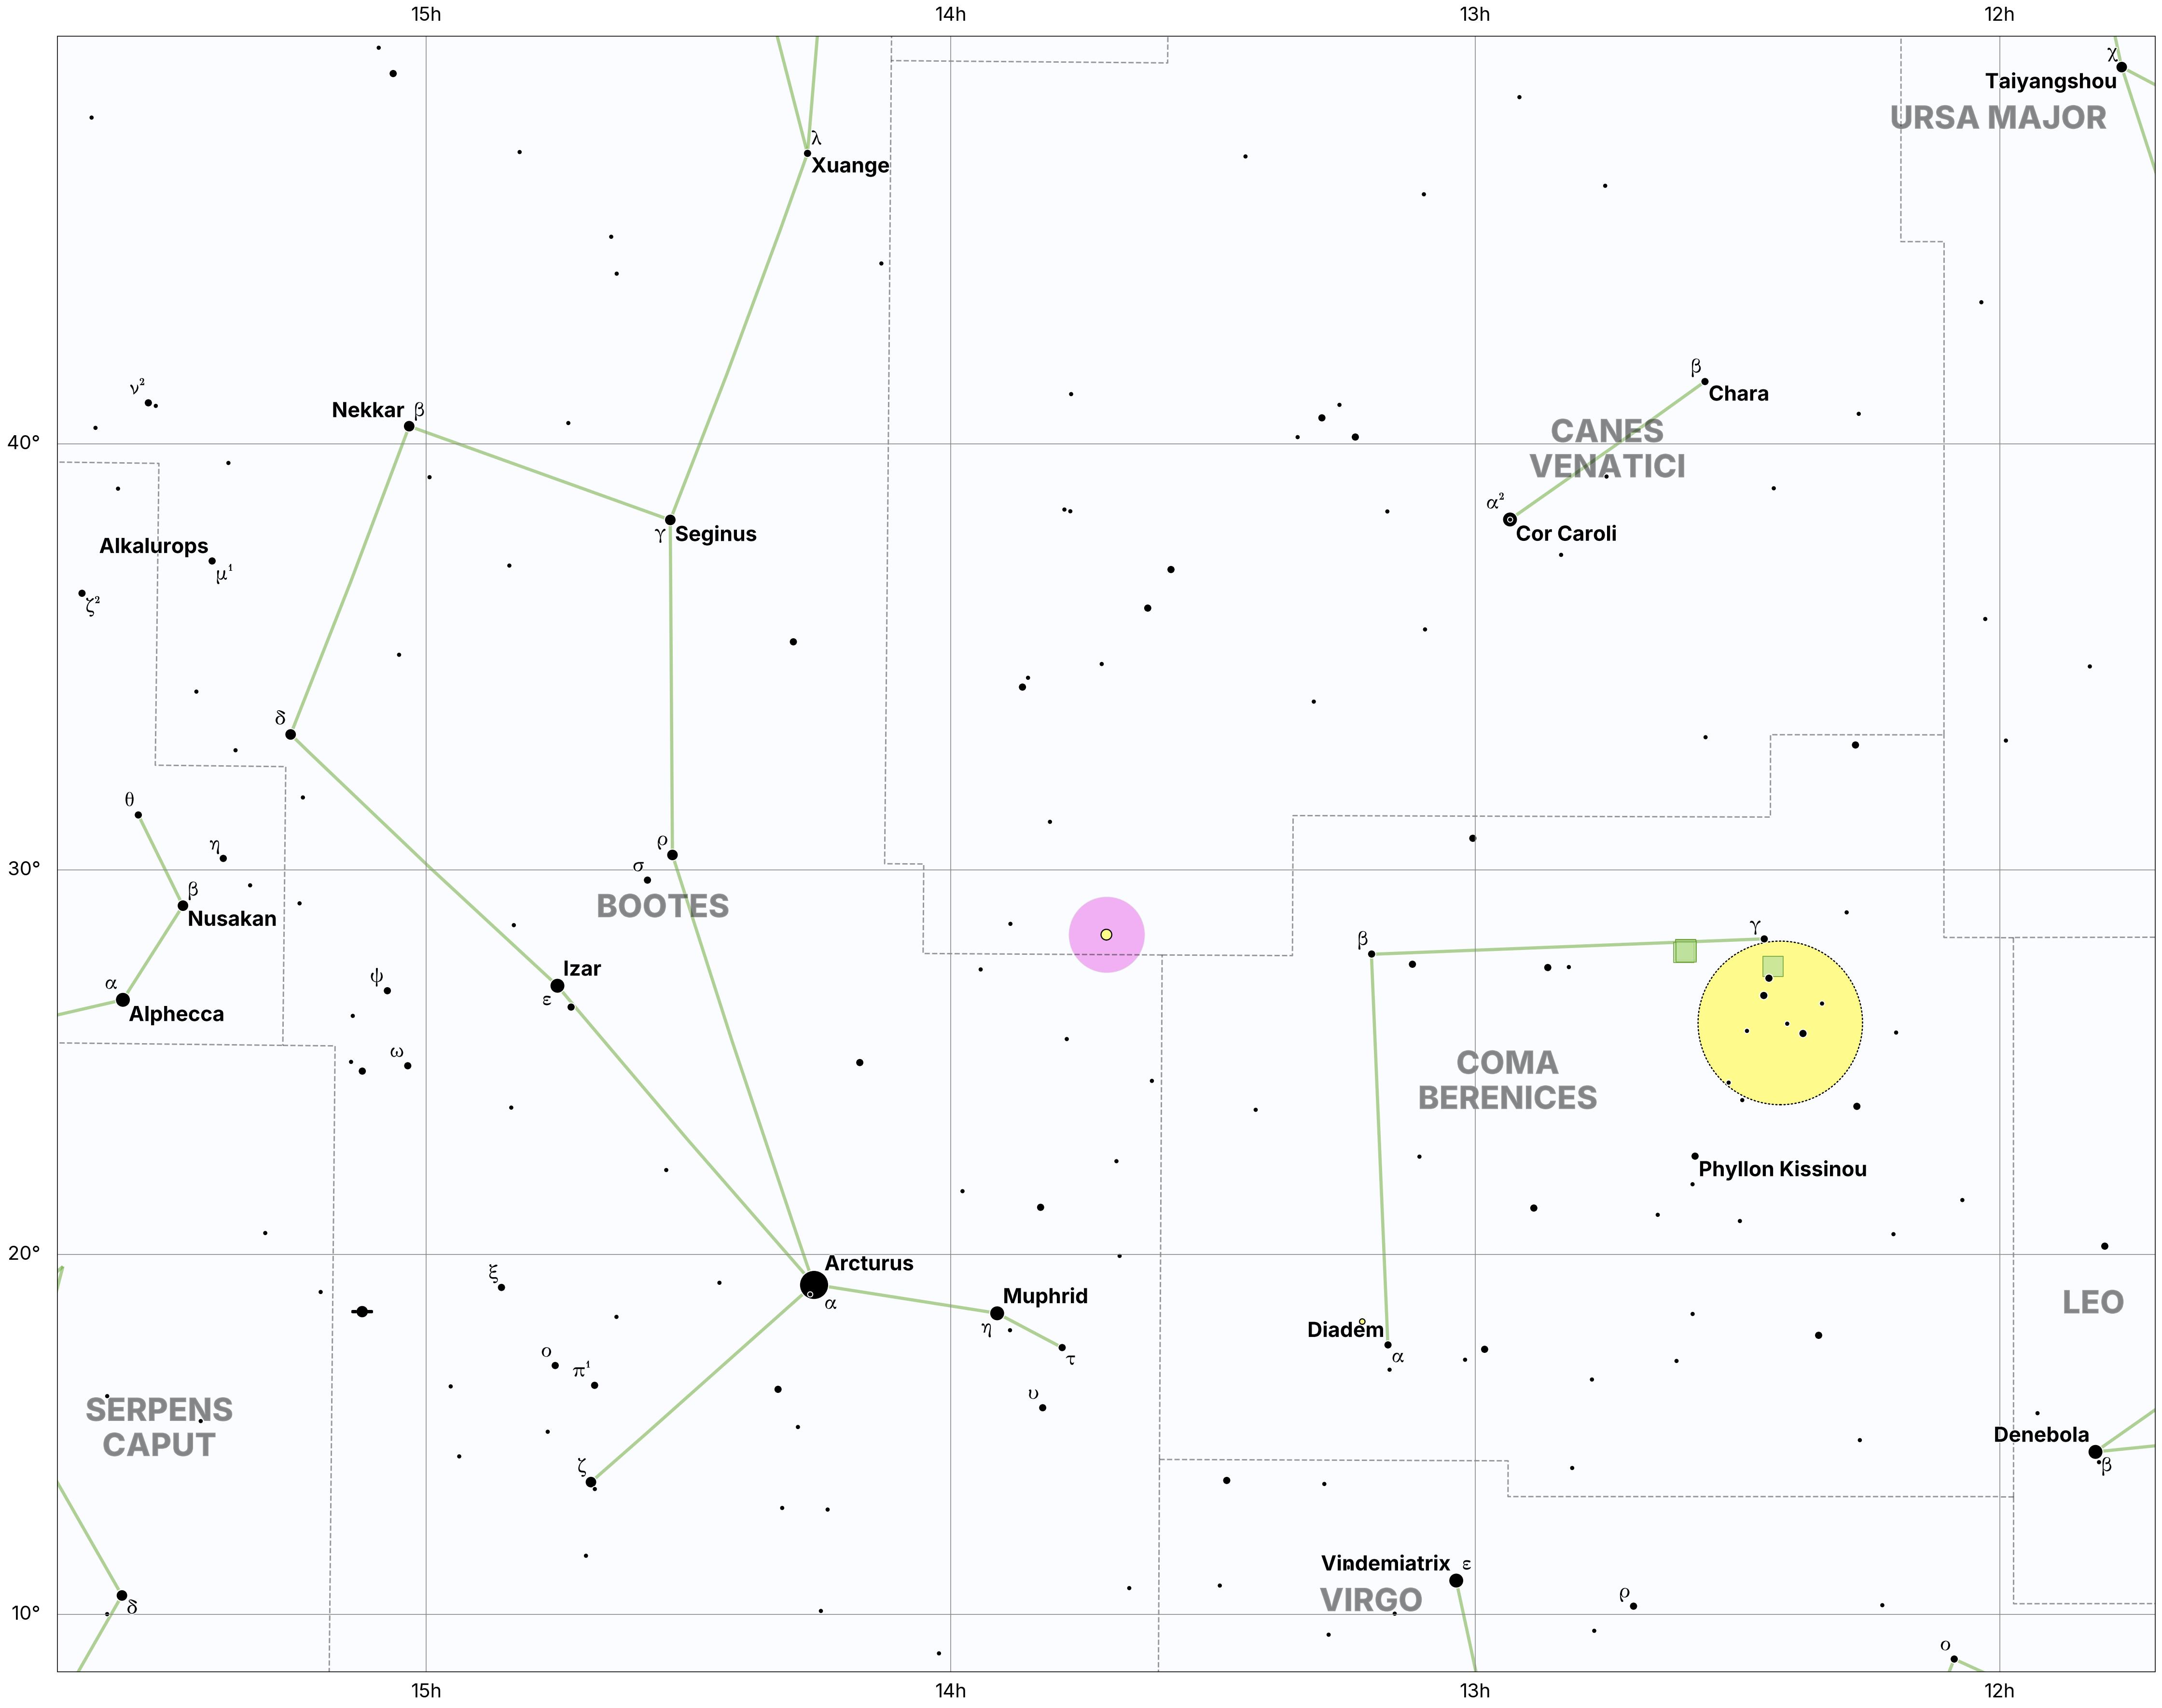 15h
14h
13h
12h
χ
Taiyangshou
URSA MAJOR
λ
Xuange
β
Chara
ν²
Nekkar β
40°
CANES
VENATICI
α²
Cor Caroli
γ Seginus
Alkalurops
μ¹
ζ²
δ
θ
η
ρ
σ
30°
β
Nusakan
BOOTES
β
γ
Izar
ε
ψ
α
Alphecca
ω
COMA
BERENICES
Phyllon Kissinou
20°
Arcturus
α
ξ
Muphrid
η
τ
LEO
Diadem
α
ο
π¹
υ
SERPENS
CAPUT
Denebola
β
ζ
Vindemiatrix ε
VIRGO
ρ
10°
δ
ο
15h
14h
13h
12h